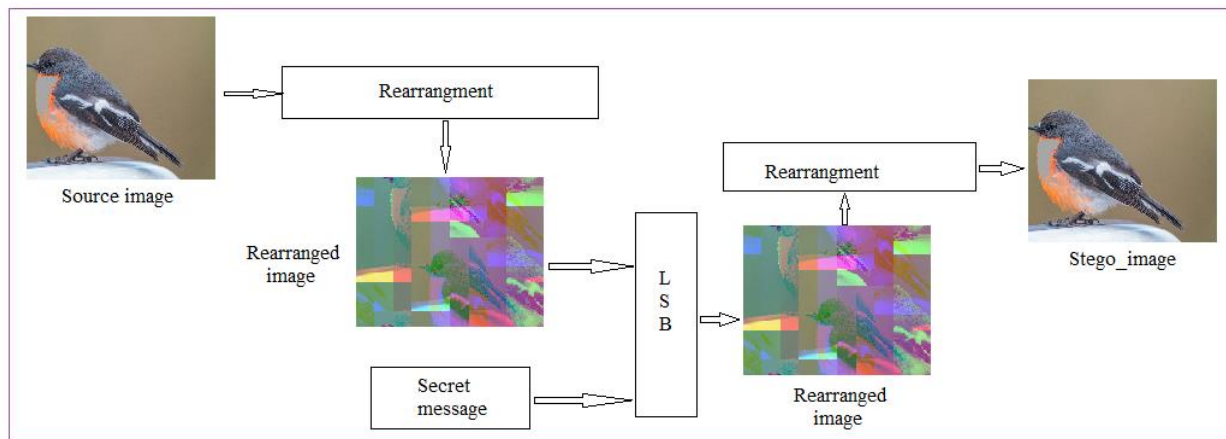 Rearrangment
Source image
Rearranged
image
Secret
message
L
S
B
Rearranged
image
Rearrangment
Stego_image